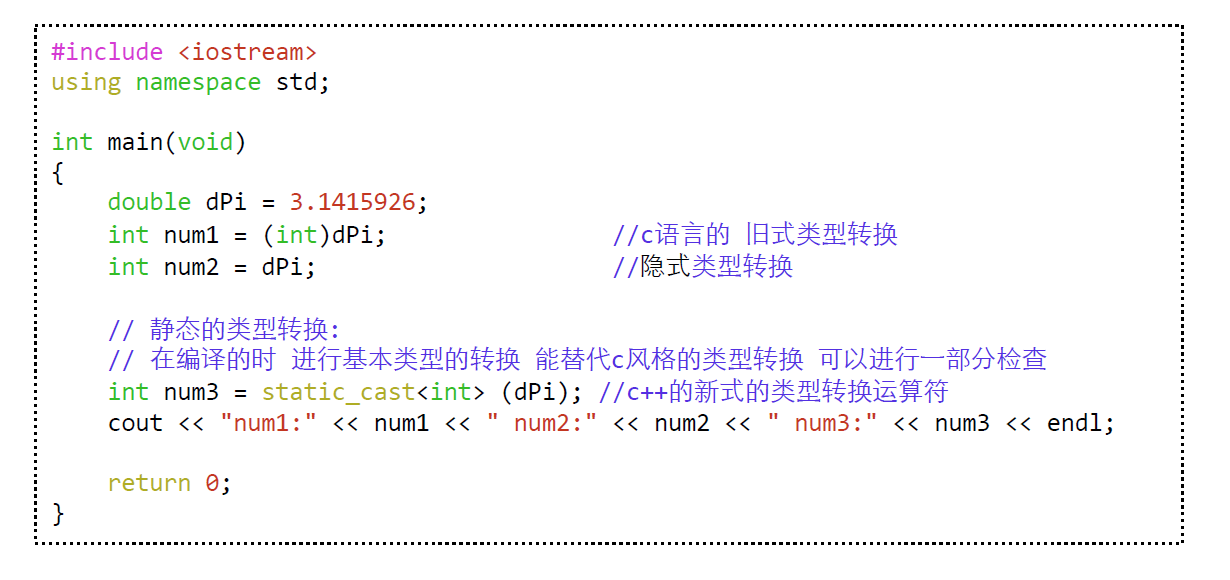 #include <iostream>
using namespace std;
int main(void)
{
double dPi = 3.1415926;
int num1 = (int)dPi; //c语言的 旧式类型转换
int num2 = dPi; //隐式类型转换
// 静态的类型转换:
// 在编译的时 进行基本类型的转换 能替代c风格的类型转换 可以进行一部分检查
int num3 = static_cast<int> (dPi); //c++的新式的类型转换运算符
cout << "num1:" << num1 << " num2:" << num2 << " num3:" << num3 << endl;
return 0;
}